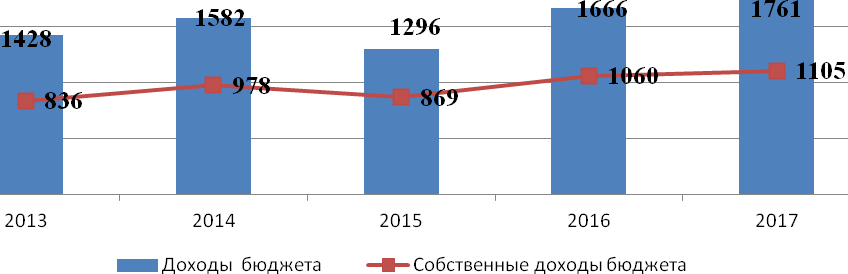 1428 1582 1296 1666 1761
836 978 869 1060 1105
2013 2014 2015 2016 2017
Доходы бюджета Собственные доходы бюджета